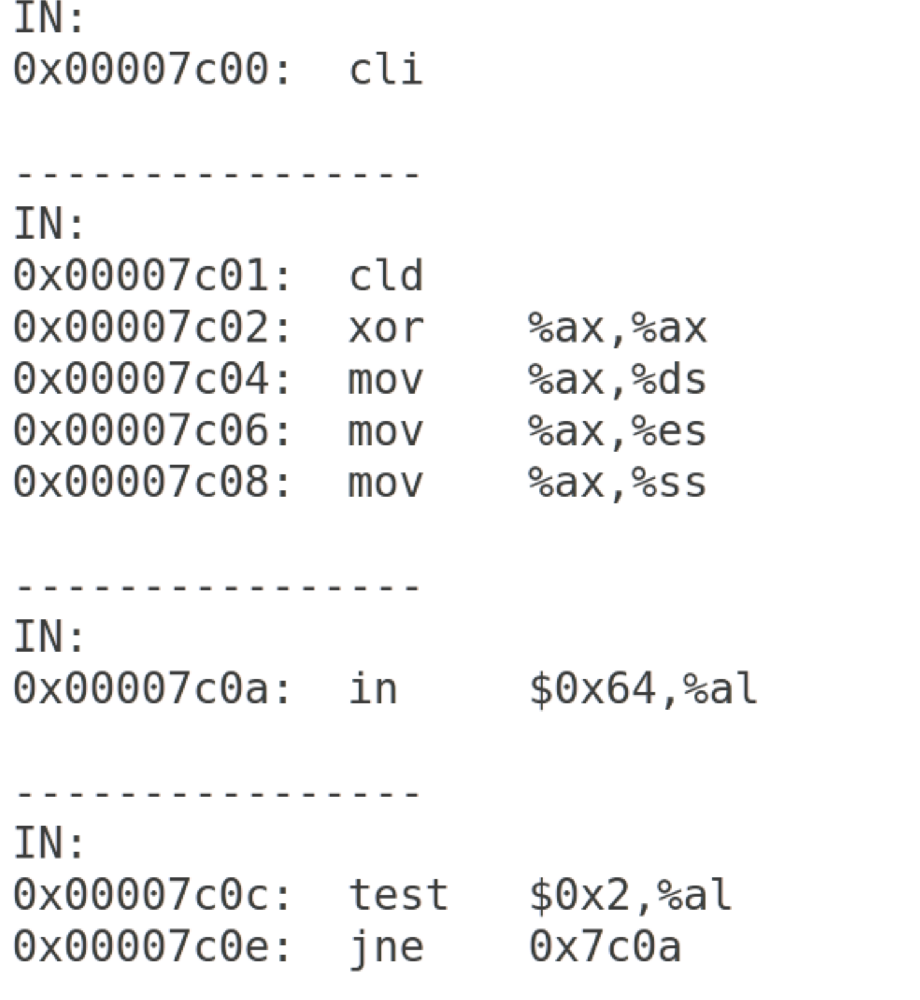 IN:
0x00007c00:  cli
-----------------
IN:
0x00007c01:  cld
0x00007c02:  xor    %ax,%ax
0x00007c04:  mov    %ax,%ds
0x00007c06:  mov    %ax,%es
0x00007c08:  mov    %ax,%ss
----------------
IN:
0x00007c0a:  in     $0x64,%al
----------------
IN:
0x00007c0c:  test   $0x2,%al
0x00007c0e:  jne    0x7c0a